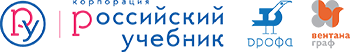 корпорация
российский
учебник
дрофа
вентана
граф